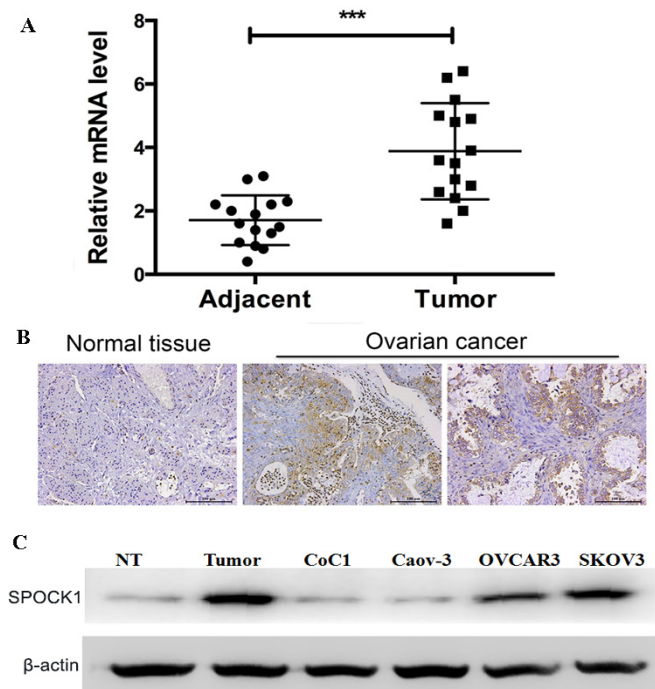 A
***
Relative mRNA level
8
6
4
2
0
Adjacent
Tumor
B
Normal tissue
Ovarian cancer
C
NT Tumor CoC1 Caov-3 OVCAR3 SKOV3
SPOCK1
β-actin